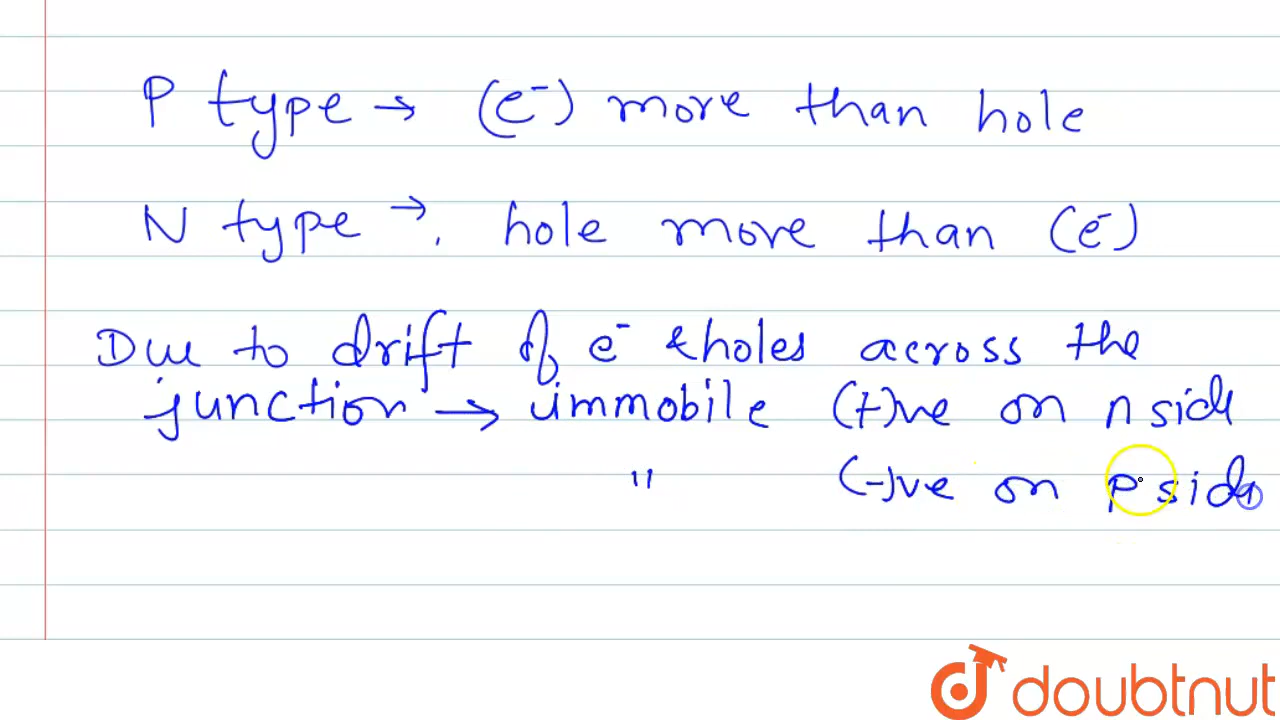 P type → (e⁻) more than hole
N type → . hole more than (e⁻)
Due to drift of e⁻ & holes across the
junction → immobile (+)ve on n side
" (-)ve on p side
doubtnut